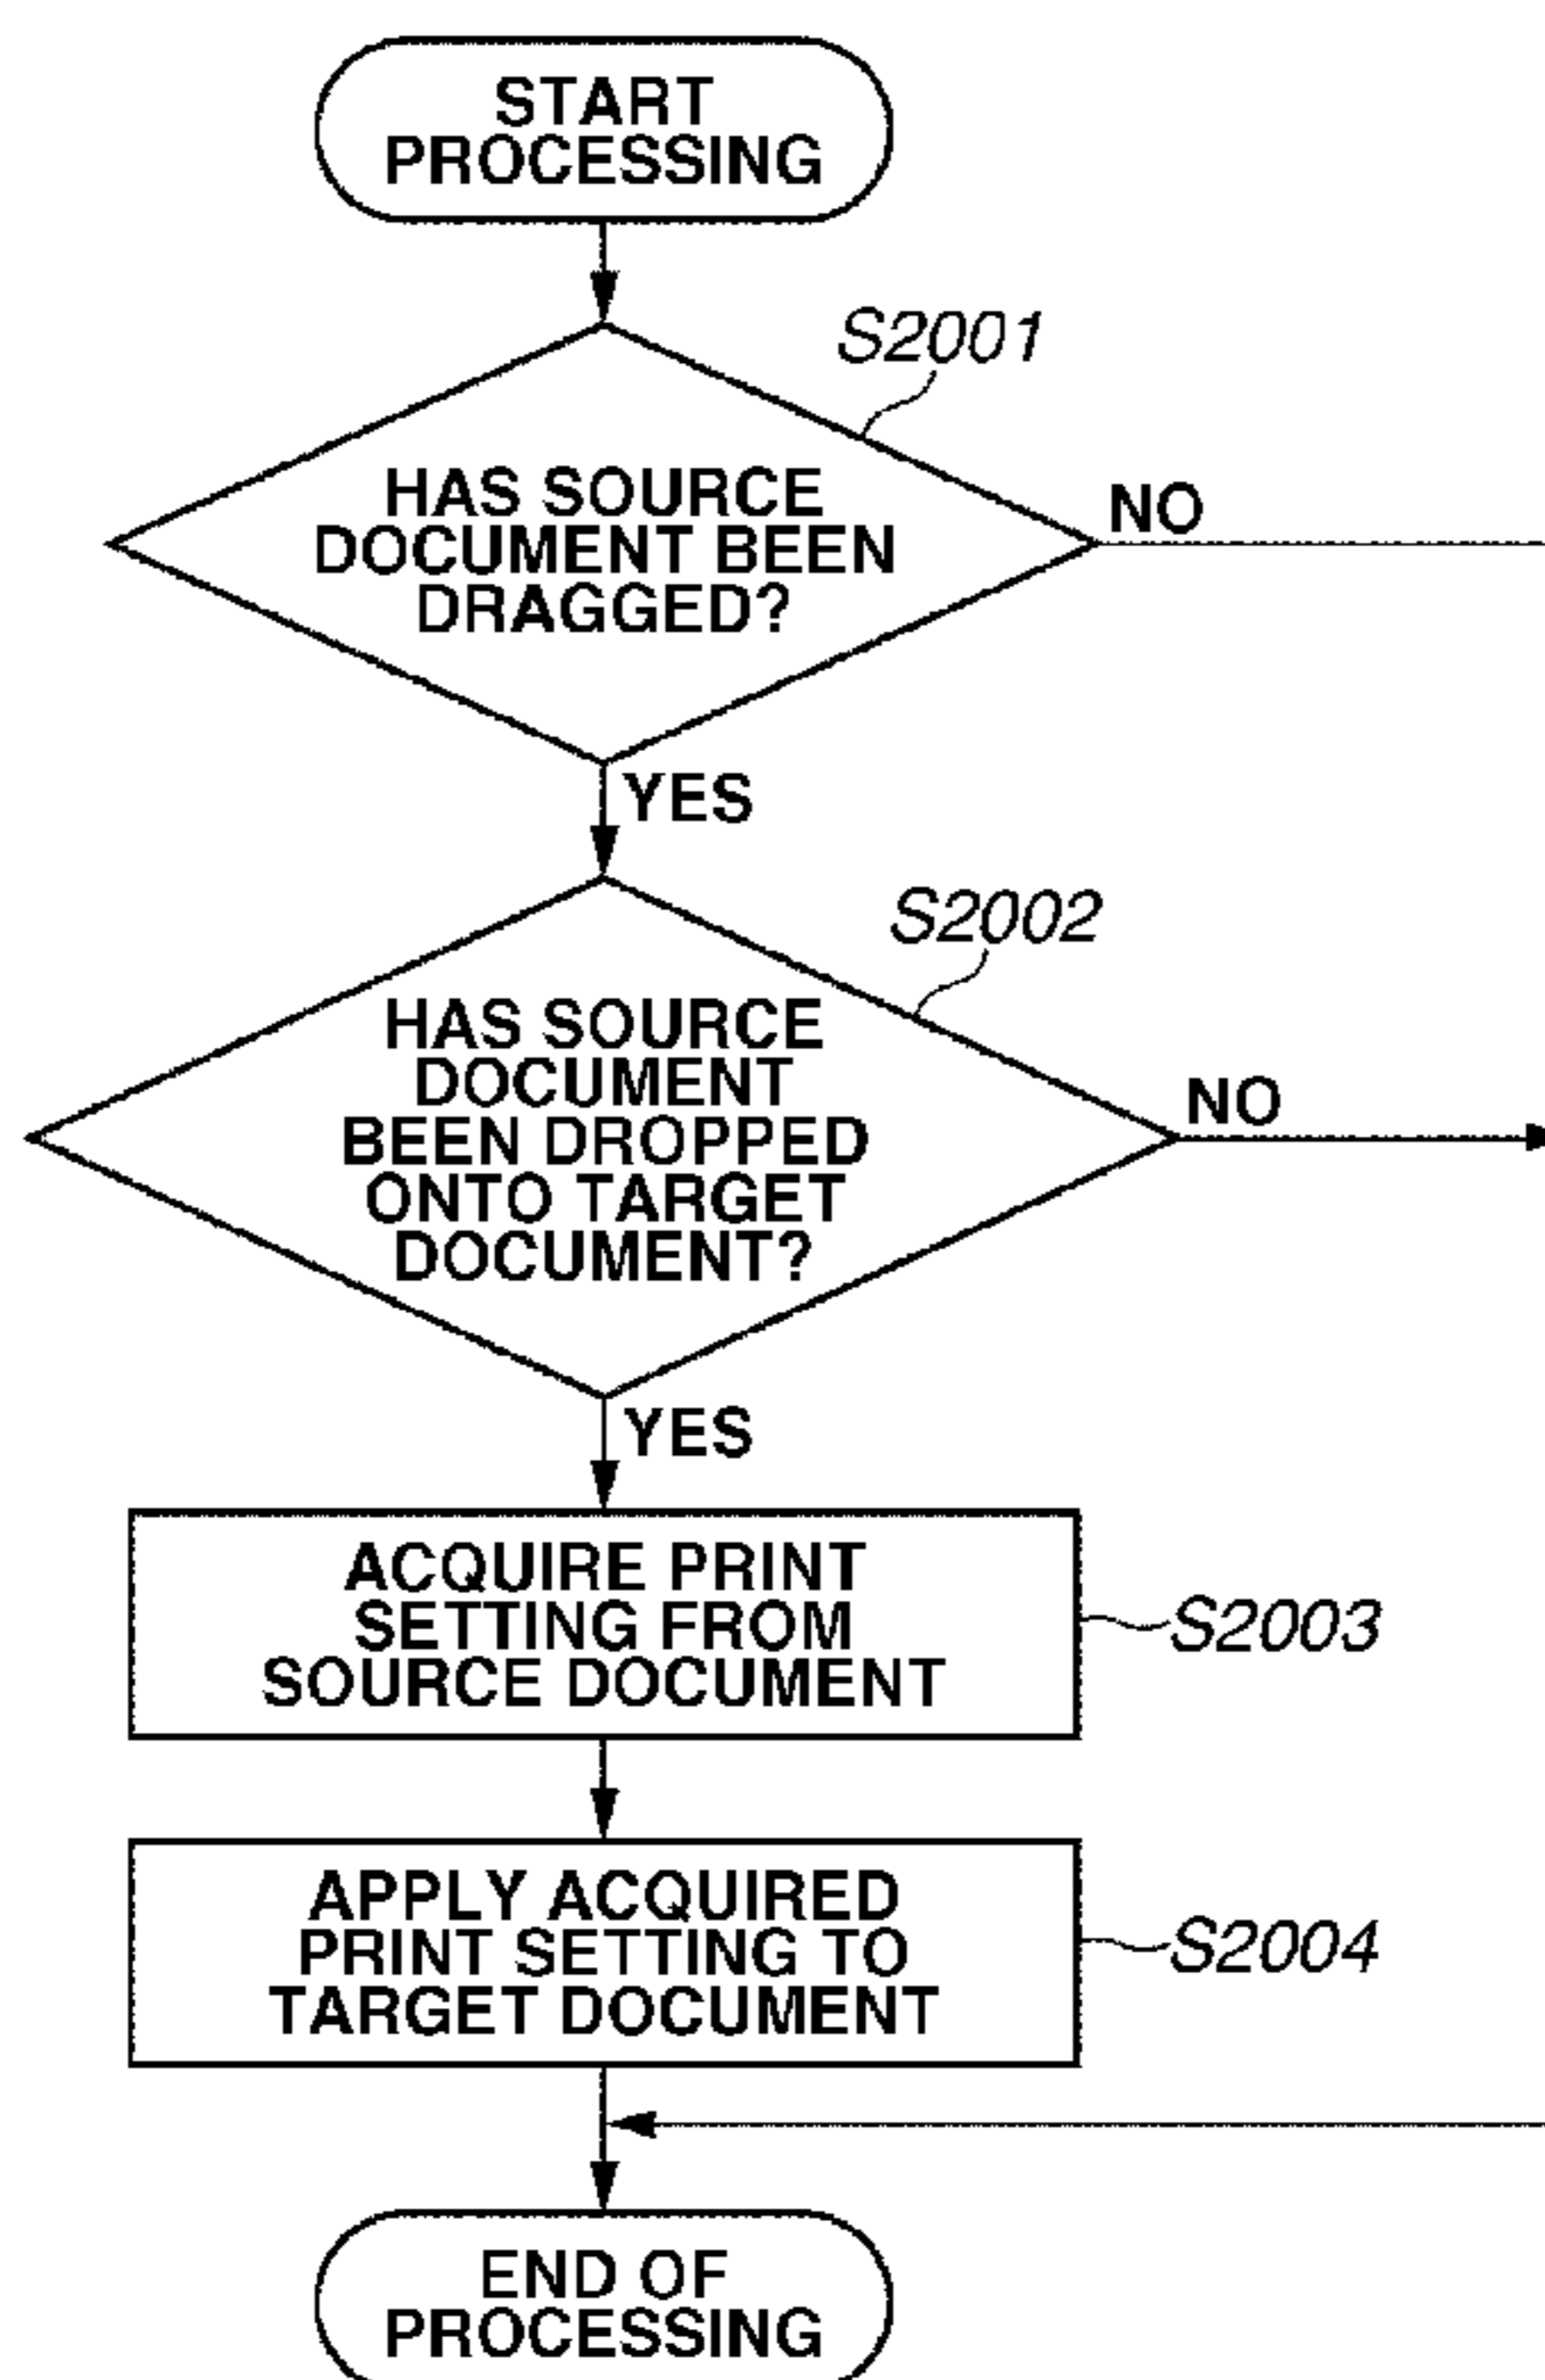 START
PROCESSING
S2001
HAS SOURCE
DOCUMENT BEEN
DRAGGED?
NO
YES
S2002
HAS SOURCE
DOCUMENT
BEEN DROPPED
ONTO TARGET
DOCUMENT?
NO
YES
ACQUIRE PRINT
SETTING FROM
SOURCE DOCUMENT
S2003
APPLY ACQUIRED
PRINT SETTING TO
TARGET DOCUMENT
S2004
END OF
PROCESSING